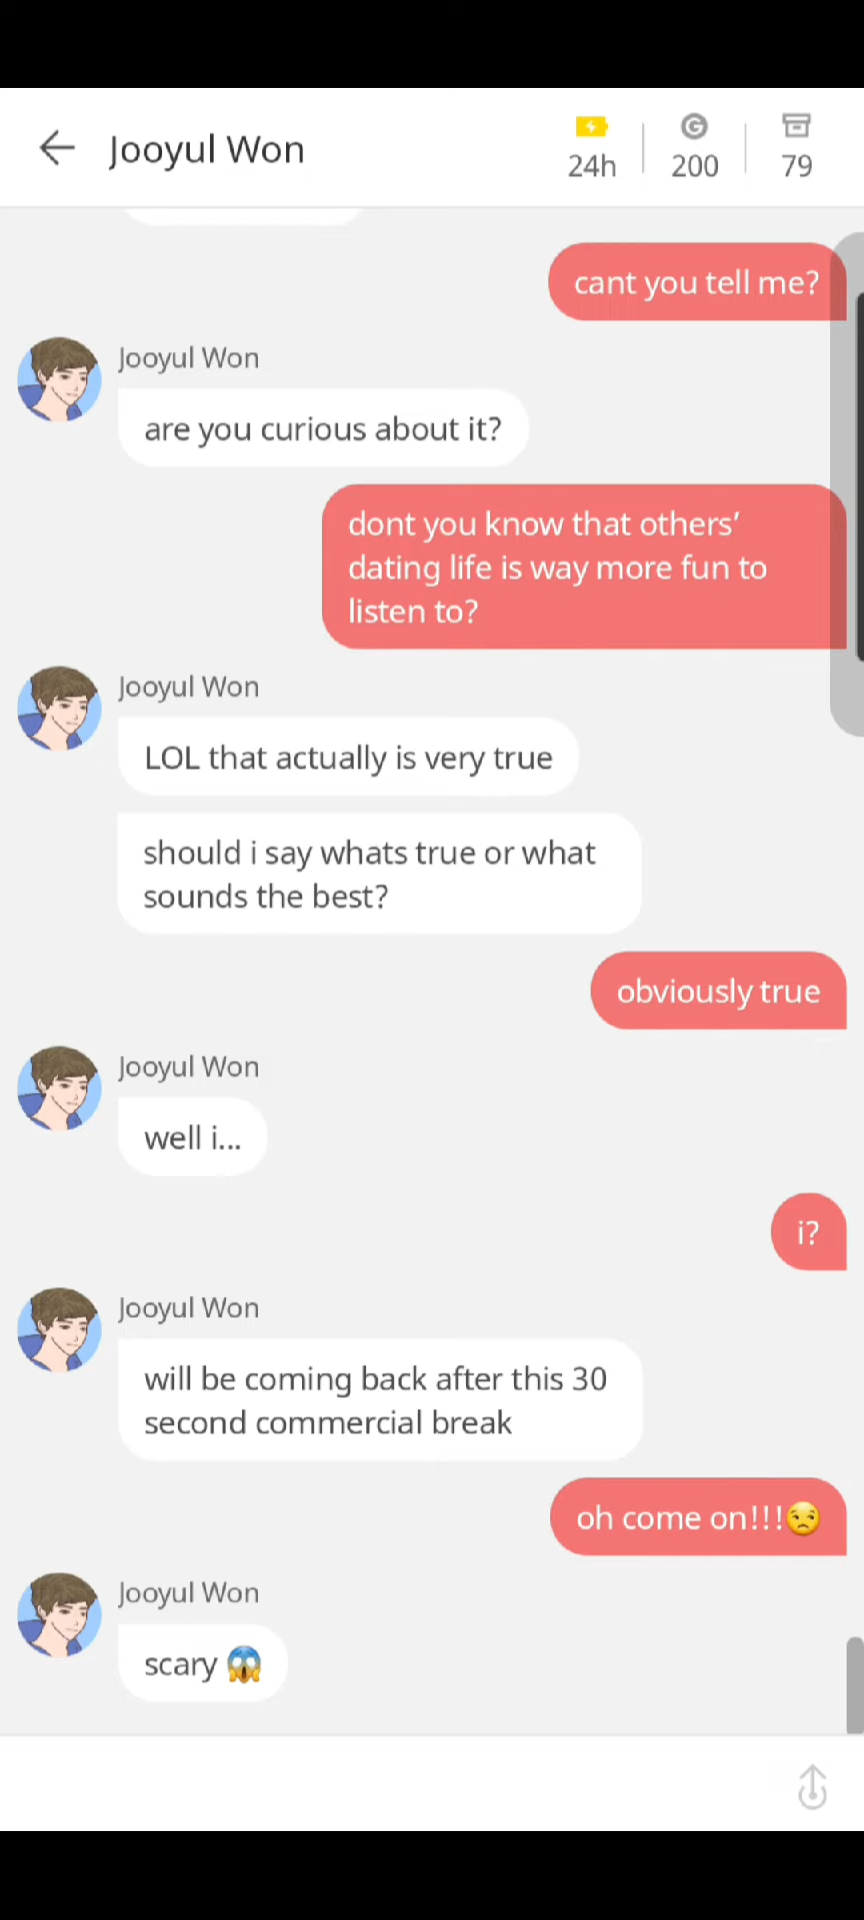 Jooyul Won
24h
200
79
cant you tell me?
Jooyul Won
are you curious about it?
dont you know that others’
dating life is way more fun to
listen to?
Jooyul Won
LOL that actually is very true
should i say whats true or what
sounds the best?
obviously true
Jooyul Won
well i...
i?
Jooyul Won
will be coming back after this 30
second commercial break
oh come on!!!😒
Jooyul Won
scary 😱